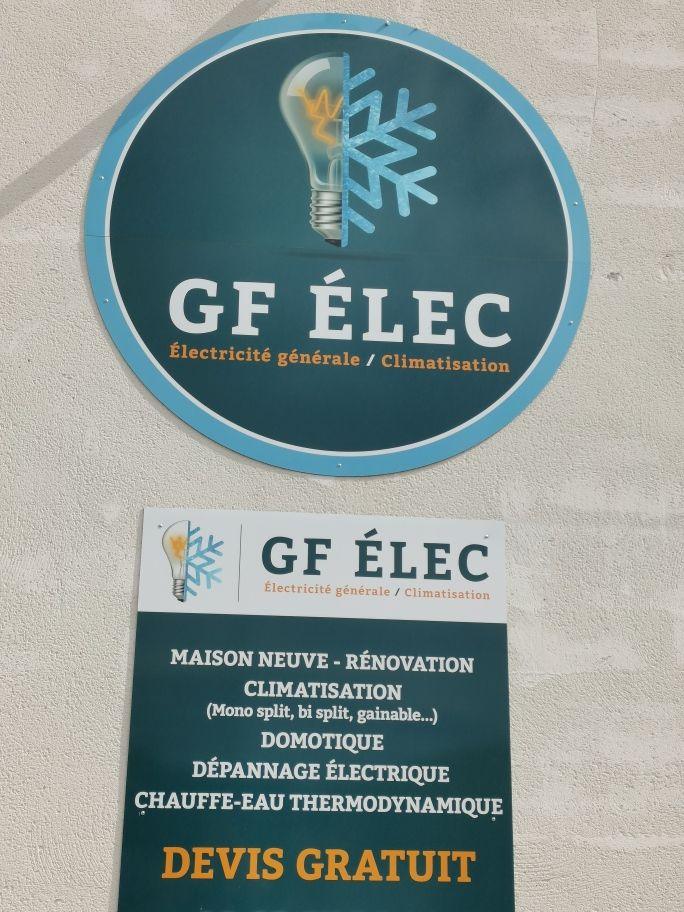 GF ÉLEC
Électricité générale / Climatisation
GF ÉLEC
Électricité générale / Climatisation
MAISON NEUVE - RÉNOVATION
CLIMATISATION
(Mono split, bi split, gainable...)
DOMOTIQUE
DÉPANNAGE ÉLECTRIQUE
CHAUFFE-EAU THERMODYNAMIQUE
DEVIS GRATUIT